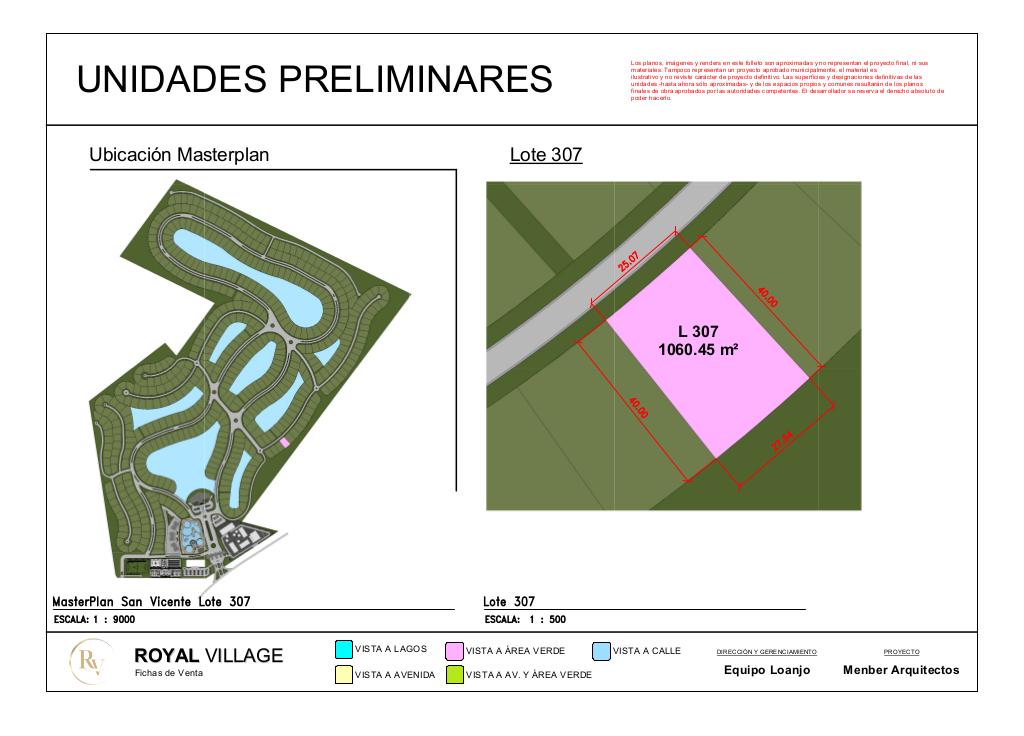 UNIDADES PRELIMINARES
Los planos, imágenes y renders en este folleto son aproximadas y no representan el proyecto final, ni sus
materiales. Tampoco representan un proyecto aprobado municipalmente, el material es
ilustrativo y no reviste carácter de proyecto definitivo. Las superficies y designaciones definitivas de las
unidades -hasta ahora sólo aproximadas- y de los espacios propios y comunes resultarán de los planos
finales de obra aprobados por las autoridades competentes. El desarrollador se reserva el derecho absoluto de
poder hacerlo.
Ubicación Masterplan
Lote 307
25.07
40.00
L 307
1060.45 m²
40.00
27.94
MasterPlan San Vicente Lote 307
ESCALA: 1 : 9000
Lote 307
ESCALA: 1 : 500
RV
ROYAL VILLAGE
Fichas de Venta
VISTA A LAGOS
VISTA A ÁREA VERDE
VISTA A CALLE
VISTA A AVENIDA
VISTA A AV. Y ÁREA VERDE
DIRECCIÓN Y GERENCIAMIENTO
Equipo Loanjo
PROYECTO
Menber Arquitectos